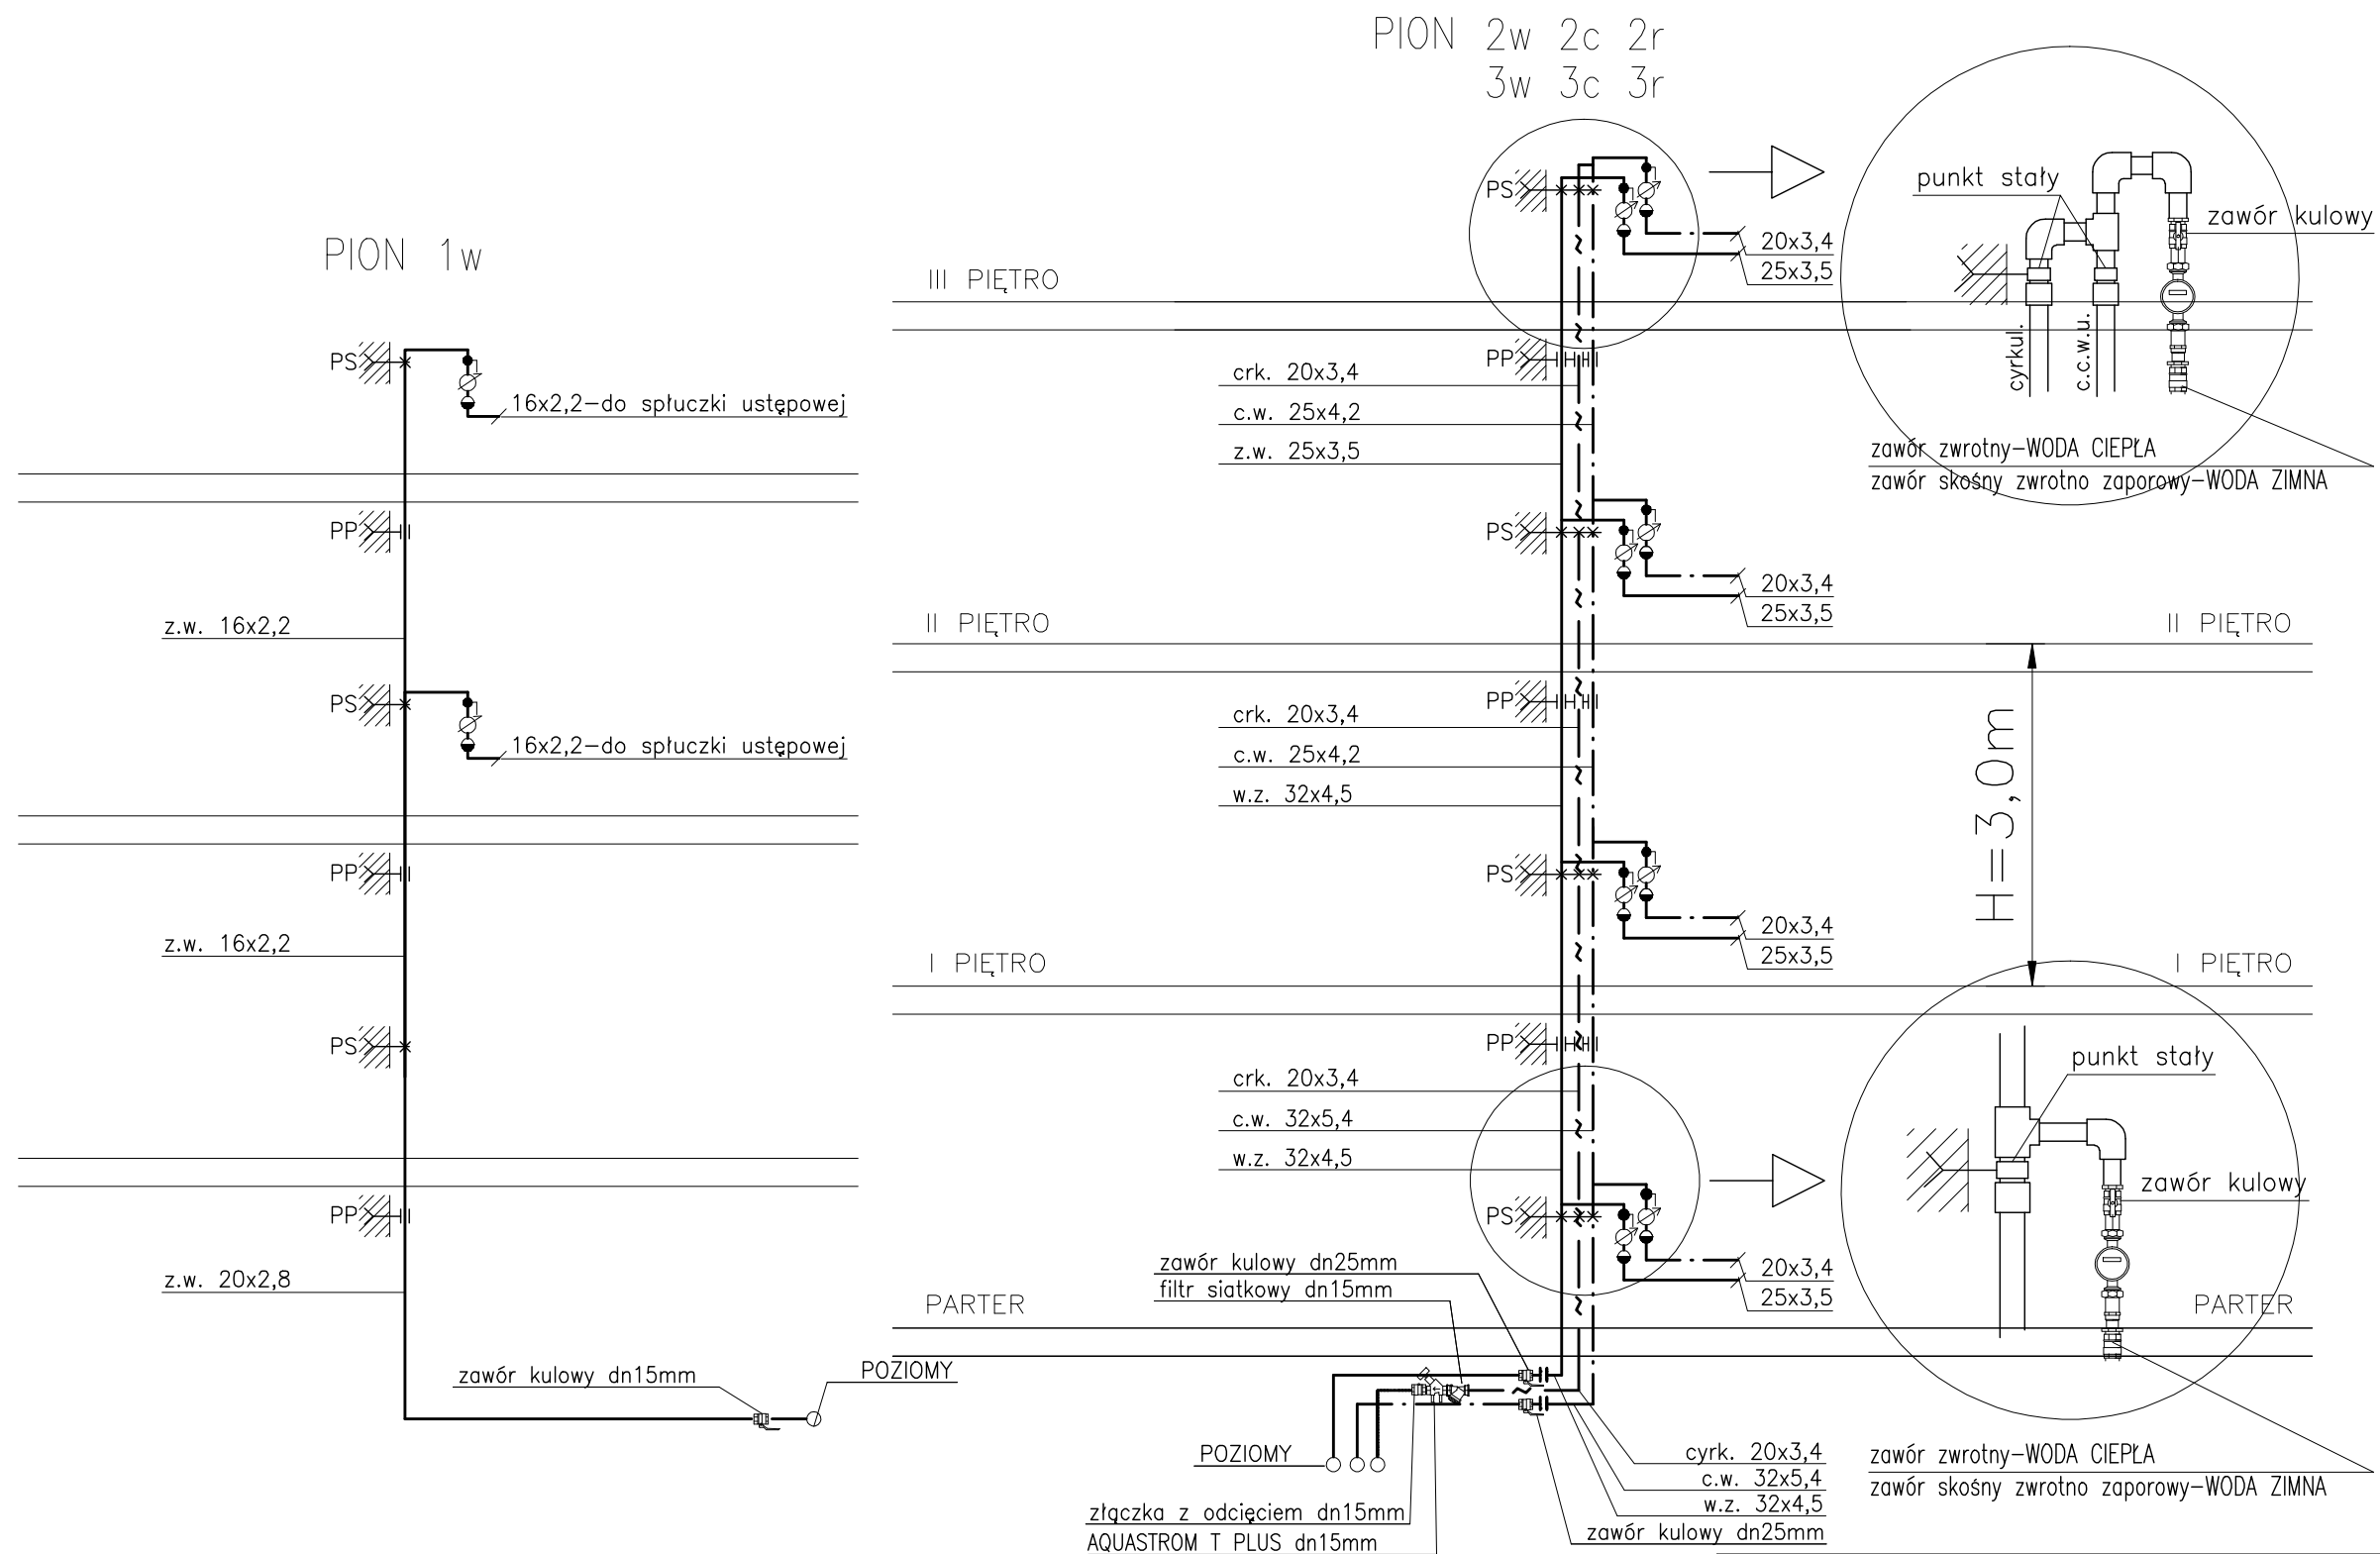 PION 2w 2c 2r
3w 3c 3r
PION 1w
PS
16x2,2-do spłuczki ustępowej
PP
z.w. 16x2,2
PS
16x2,2-do spłuczki ustępowej
PP
z.w. 16x2,2
PS
PP
z.w. 20x2,8
zawór kulowy dn15mm
POZIOMY
III PIĘTRO
PS
20x3,4
25x3,5
PP
crk. 20x3,4
c.w. 25x4,2
z.w. 25x3,5
PS
20x3,4
25x3,5
II PIĘTRO
II PIĘTRO
PP
crk. 20x3,4
c.w. 25x4,2
w.z. 32x4,5
PS
20x3,4
25x3,5
H=3,0m
I PIĘTRO
I PIĘTRO
PP
crk. 20x3,4
c.w. 32x5,4
w.z. 32x4,5
PS
20x3,4
25x3,5
zawór kulowy dn25mm
filtr siatkowy dn15mm
PARTER
PARTER
POZIOMY
cyrk. 20x3,4
c.w. 32x5,4
w.z. 32x4,5
zawór kulowy dn25mm
złączka z odcięciem dn15mm
AQUASTROM T PLUS dn15mm
punkt stały
zawór kulowy
cyrkul.
c.c.w.u.
zawór zwrotny-WODA CIEPŁA
zawór skośny zwrotno zaporowy-WODA ZIMNA
punkt stały
zawór kulowy
zawór zwrotny-WODA CIEPŁA
zawór skośny zwrotno zaporowy-WODA ZIMNA